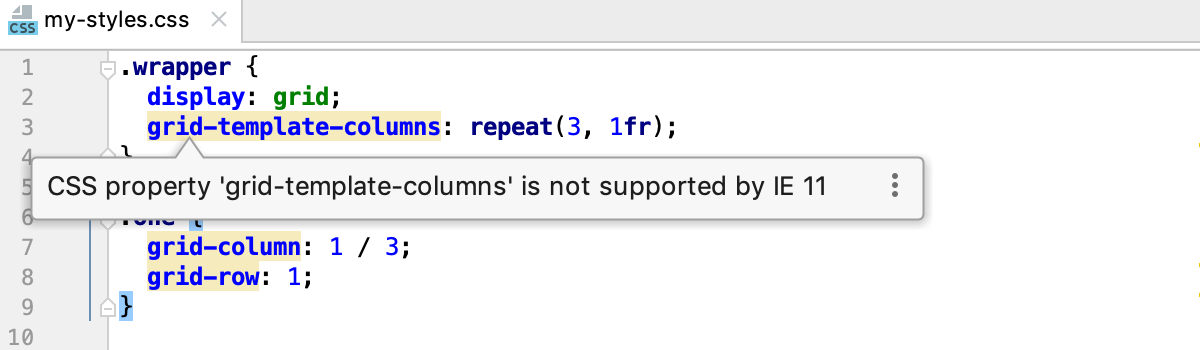 CSS my-styles.css
1 .wrapper {
2 display: grid;
3 grid-template-columns: repeat(3, 1fr);
4 }
CSS property 'grid-template-columns' is not supported by IE 11
5
6 .one {
7 grid-column: 1 / 3;
8 grid-row: 1;
9 }
10